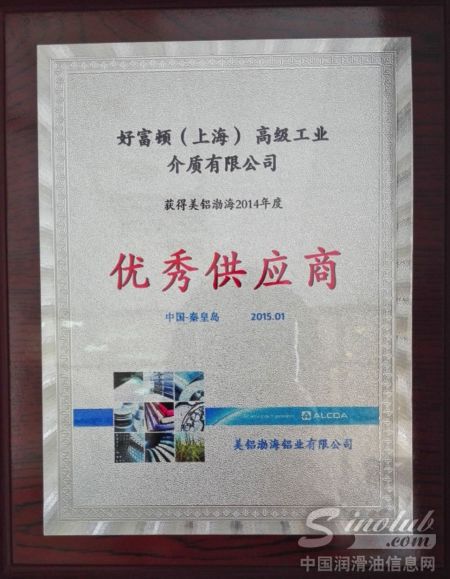 好富顿（上海）高级工业
介质有限公司
获得美铝渤海2014年度
优秀供应商
中国-秦皇岛 2015.01
ALCOA
美铝渤海铝业有限公司
Sinolub.com
中国润滑油信息网